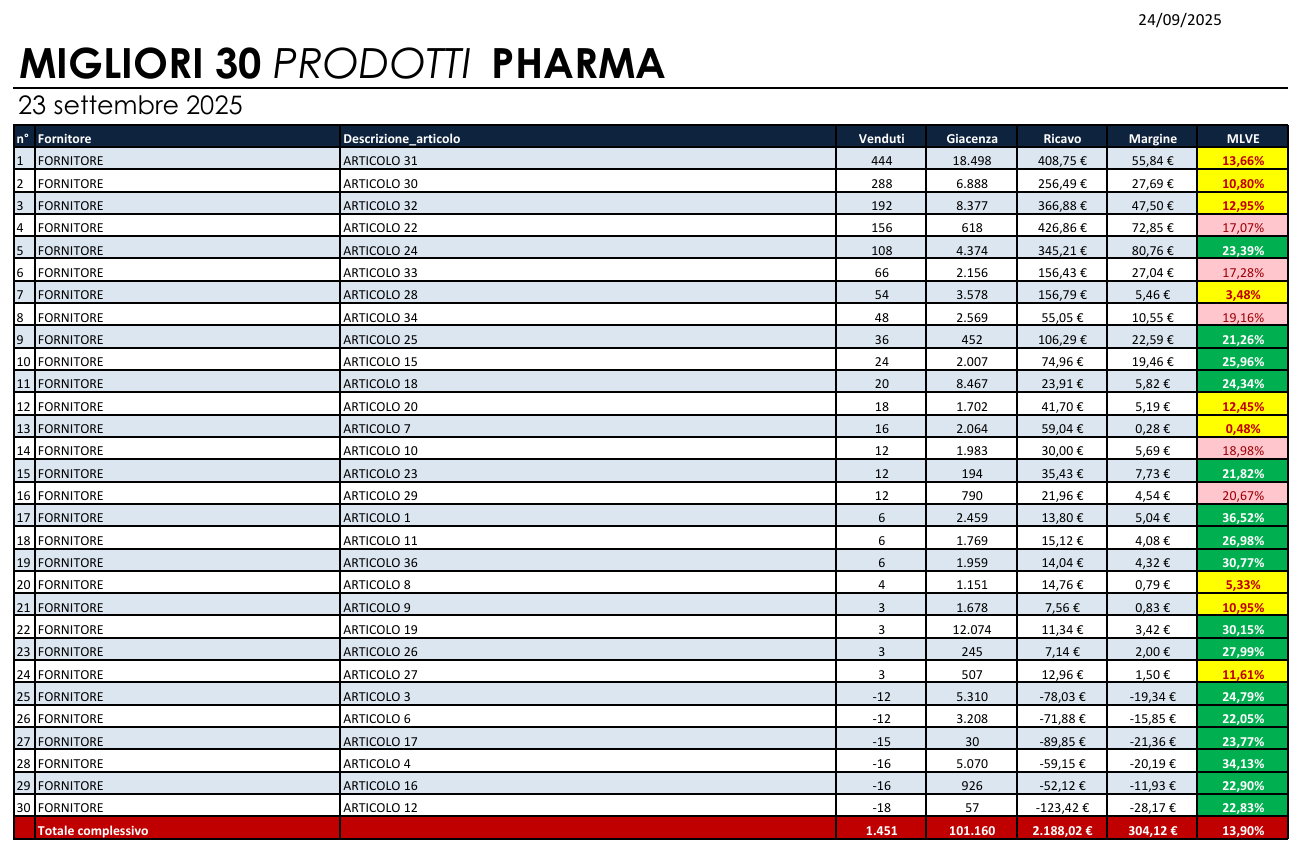 24/09/2025
MIGLIORI 30 PRODOTTI PHARMA
23 settembre 2025
n° Fornitore Descrizione_articolo Venduti Giacenza Ricavo Margine MLVE
1 FORNITORE ARTICOLO 31 444 18.498 408,75 € 55,84 € 13,66%
2 FORNITORE ARTICOLO 30 288 6.888 256,49 € 27,69 € 10,80%
3 FORNITORE ARTICOLO 32 192 8.377 366,88 € 47,50 € 12,95%
4 FORNITORE ARTICOLO 22 156 618 426,86 € 72,85 € 17,07%
5 FORNITORE ARTICOLO 24 108 4.374 345,21 € 80,76 € 23,39%
6 FORNITORE ARTICOLO 33 66 2.156 156,43 € 27,04 € 17,28%
7 FORNITORE ARTICOLO 28 54 3.578 156,79 € 5,46 € 3,48%
8 FORNITORE ARTICOLO 34 48 2.569 55,05 € 10,55 € 19,16%
9 FORNITORE ARTICOLO 25 36 452 106,29 € 22,59 € 21,26%
10 FORNITORE ARTICOLO 15 24 2.007 74,96 € 19,46 € 25,96%
11 FORNITORE ARTICOLO 18 20 8.467 23,91 € 5,82 € 24,34%
12 FORNITORE ARTICOLO 20 18 1.702 41,70 € 5,19 € 12,45%
13 FORNITORE ARTICOLO 7 16 2.064 59,04 € 0,28 € 0,48%
14 FORNITORE ARTICOLO 10 12 1.983 30,00 € 5,69 € 18,98%
15 FORNITORE ARTICOLO 23 12 194 35,43 € 7,73 € 21,82%
16 FORNITORE ARTICOLO 29 12 790 21,96 € 4,54 € 20,67%
17 FORNITORE ARTICOLO 1 6 2.459 13,80 € 5,04 € 36,52%
18 FORNITORE ARTICOLO 11 6 1.769 15,12 € 4,08 € 26,98%
19 FORNITORE ARTICOLO 36 6 1.959 14,04 € 4,32 € 30,77%
20 FORNITORE ARTICOLO 8 4 1.151 14,76 € 0,79 € 5,33%
21 FORNITORE ARTICOLO 9 3 1.678 7,56 € 0,83 € 10,95%
22 FORNITORE ARTICOLO 19 3 12.074 11,34 € 3,42 € 30,15%
23 FORNITORE ARTICOLO 26 3 245 7,14 € 2,00 € 27,99%
24 FORNITORE ARTICOLO 27 3 507 12,96 € 1,50 € 11,61%
25 FORNITORE ARTICOLO 3 -12 5.310 -78,03 € -19,34 € 24,79%
26 FORNITORE ARTICOLO 6 -12 3.208 -71,88 € -15,85 € 22,05%
27 FORNITORE ARTICOLO 17 -15 30 -89,85 € -21,36 € 23,77%
28 FORNITORE ARTICOLO 4 -16 5.070 -59,15 € -20,19 € 34,13%
29 FORNITORE ARTICOLO 16 -16 926 -52,12 € -11,93 € 22,90%
30 FORNITORE ARTICOLO 12 -18 57 -123,42 € -28,17 € 22,83%
Totale complessivo 1.451 101.160 2.188,02 € 304,12 € 13,90%